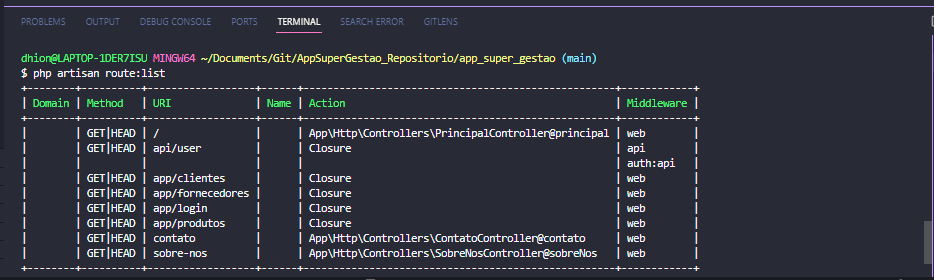 PROBLEMS OUTPUT DEBUG CONSOLE PORTS TERMINAL SEARCH ERROR GITLENS
dhion@LAPTOP-1DER7ISU MINGW64 ~/Documents/Git/AppSuperGestao_Repositorio/app_super_gestao (main)
$ php artisan route:list
+--------+----------+------------------+------+--------------------------------------------------+------------+
| Domain | Method   | URI              | Name | Action                                           | Middleware |
+--------+----------+------------------+------+--------------------------------------------------+------------+
|        | GET|HEAD | /                |      | App\Http\Controllers\PrincipalController@principal | web        |
|        | GET|HEAD | api/user         |      | Closure                                          | api        |
|        |          |                  |      |                                                  | auth:api   |
|        | GET|HEAD | app/clientes     |      | Closure                                          | web        |
|        | GET|HEAD | app/fornecedores |      | Closure                                          | web        |
|        | GET|HEAD | app/login        |      | Closure                                          | web        |
|        | GET|HEAD | app/produtos     |      | Closure                                          | web        |
|        | GET|HEAD | contato          |      | App\Http\Controllers\ContatoController@contato   | web        |
|        | GET|HEAD | sobre-nos        |      | App\Http\Controllers\SobreNosController@sobreNos | web        |
+--------+----------+------------------+------+--------------------------------------------------+------------+